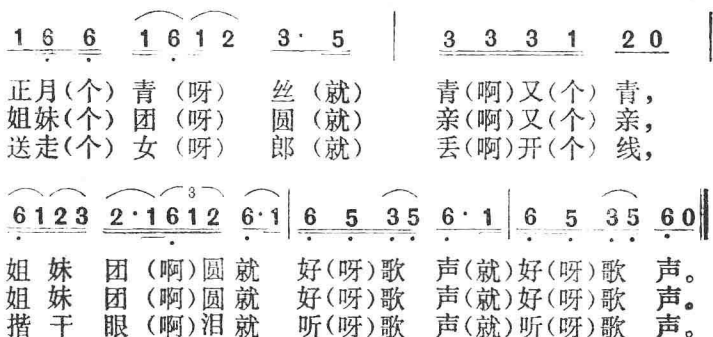 1 6 6 1 6 1 2 3· 5 | 3 3 3 1 2 0 |
正月(个)青(呀) 丝(就) 青(啊)又(个)青,
姐妹(个)团(呀) 圆(就) 亲(啊)又(个)亲,
送走(个)女(呀) 郎(就) 丢(啊)开(个)线,
3
6 1 2 3 2·1 6 1 2 6·1 | 6 5 3 5 6·1 | 6 5 3 5 6 0 ‖
姐 妹 团(啊)圆就 好(呀)歌 声(就)好(呀)歌 声。
姐 妹 团(啊)圆就 好(呀)歌 声(就)好(呀)歌 声。
揩 干 眼(啊)泪就 听(呀)歌 声(就)听(呀)歌 声。